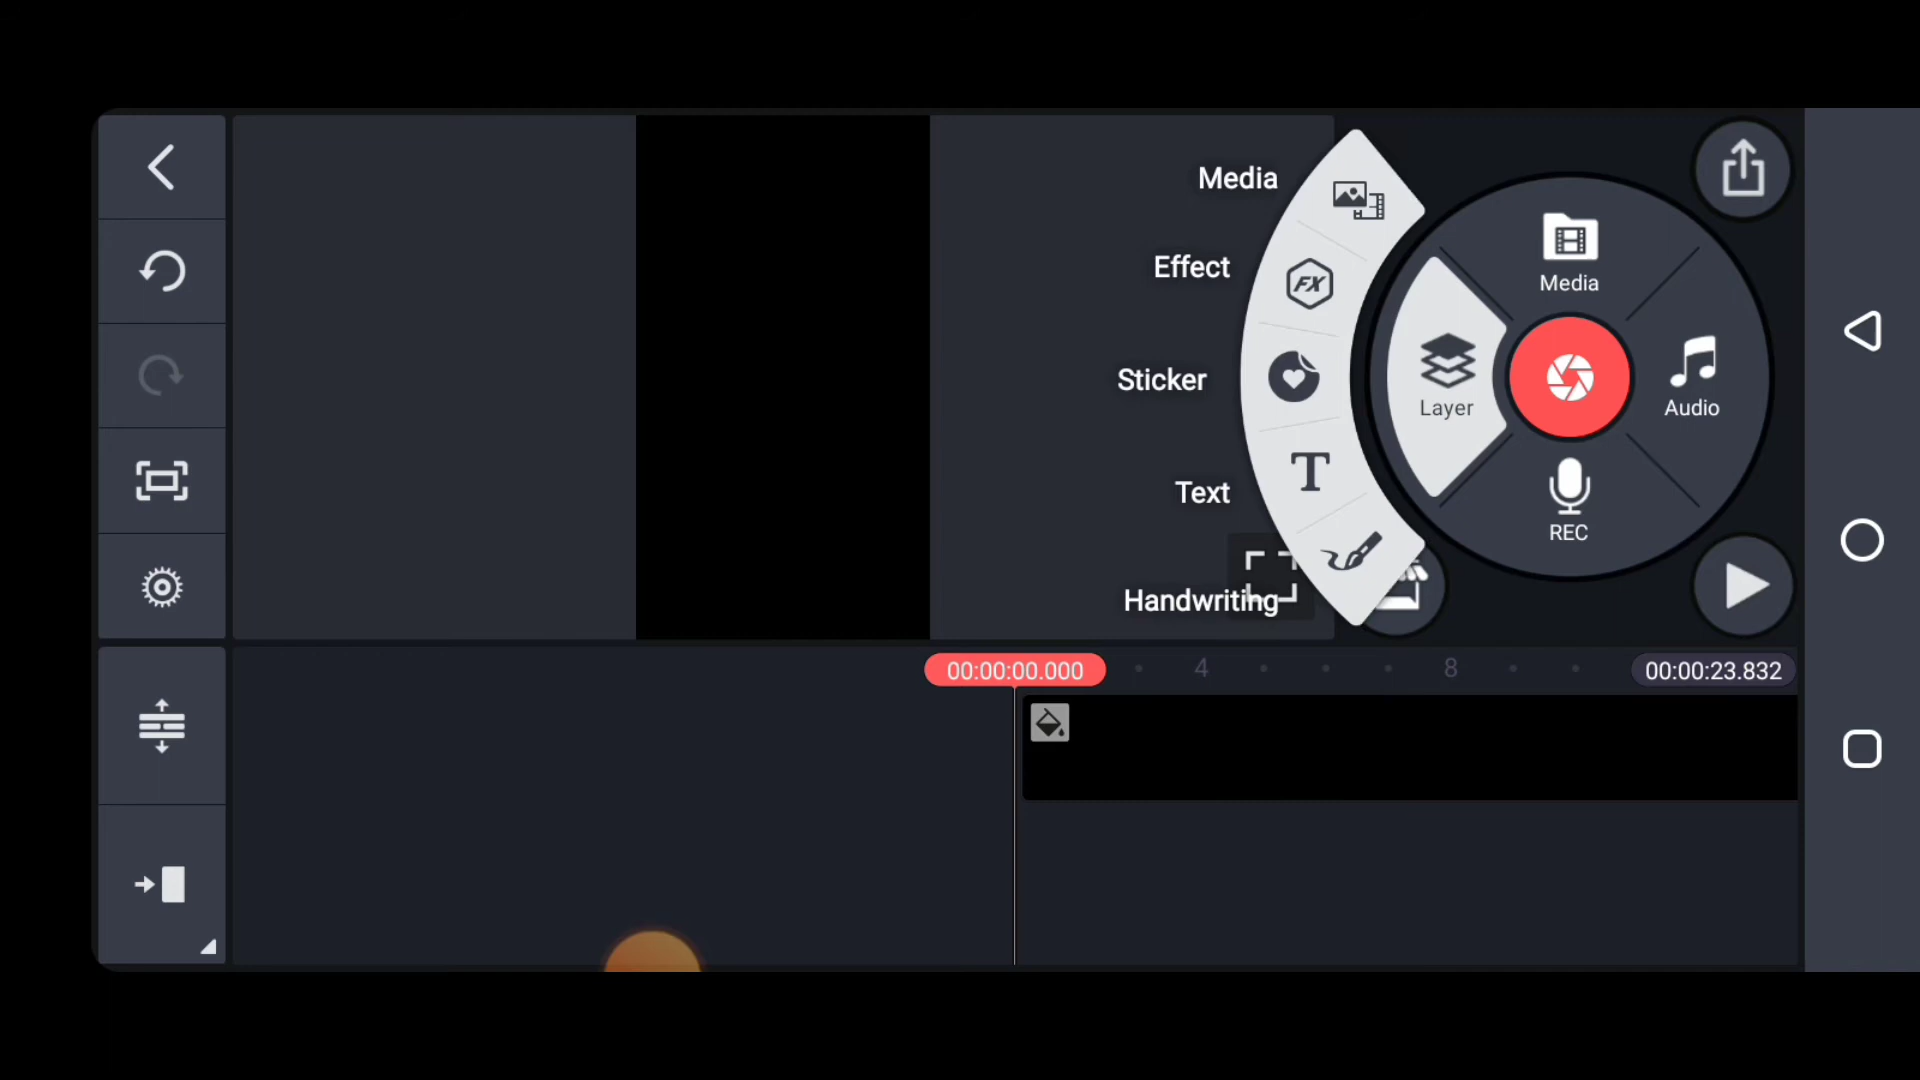 Media
Effect
Sticker
Text
Handwriting
FX
T
Media
Layer
Audio
REC
00:00:00.000
4
8
00:00:23.832